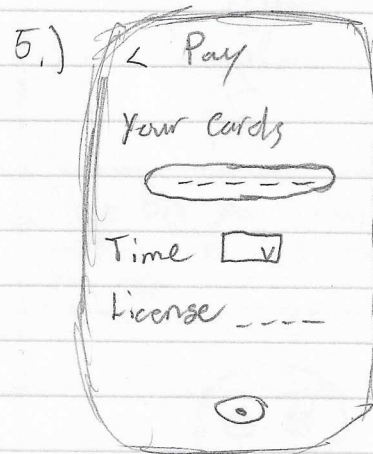 5.)
< Pay
Your Cards
- - - - -
Time v
License _ _ _ _